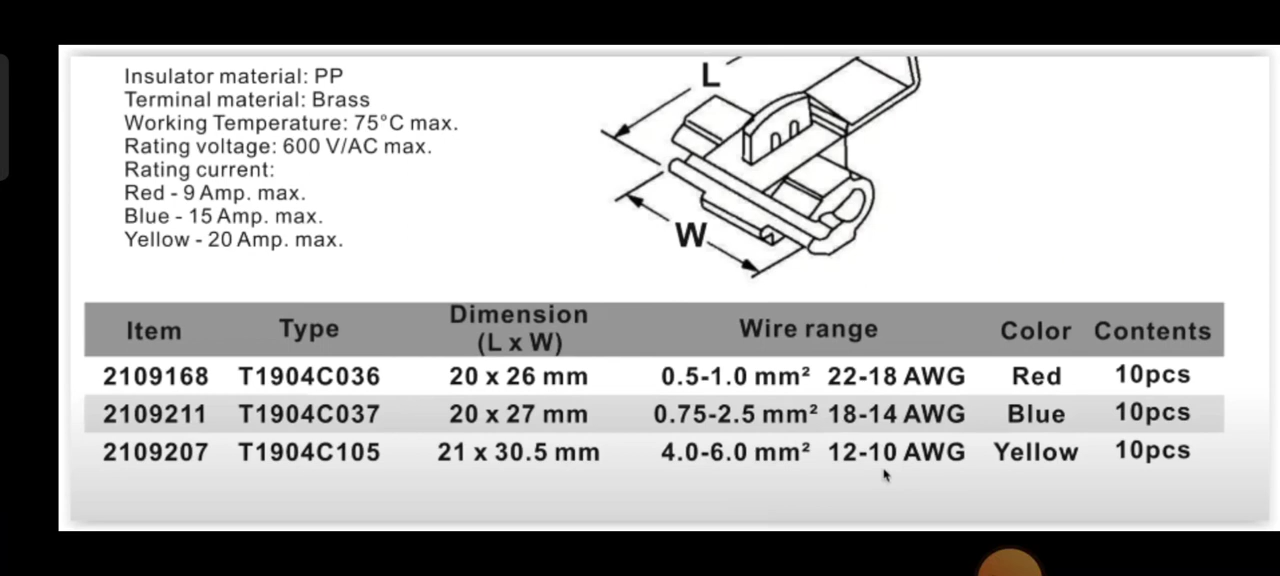 Insulator material: PP
Terminal material: Brass
Working Temperature: 75°C max.
Rating voltage: 600 V/AC max.
Rating current:
Red - 9 Amp. max.
Blue - 15 Amp. max.
Yellow - 20 Amp. max.
L
W
Item Type Dimension (L x W) Wire range Color Contents
2109168 T1904C036 20 x 26 mm 0.5-1.0 mm² 22-18 AWG Red 10pcs
2109211 T1904C037 20 x 27 mm 0.75-2.5 mm² 18-14 AWG Blue 10pcs
2109207 T1904C105 21 x 30.5 mm 4.0-6.0 mm² 12-10 AWG Yellow 10pcs